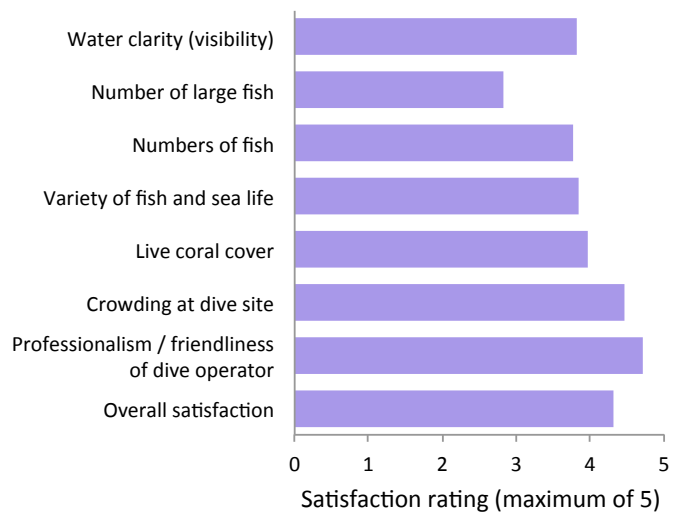 Water clarity (visibility)
Number of large fish
Numbers of fish
Variety of fish and sea life
Live coral cover
Crowding at dive site
Professionalism / friendliness
of dive operator
Overall satisfaction
0 1 2 3 4 5
Satisfaction rating (maximum of 5)